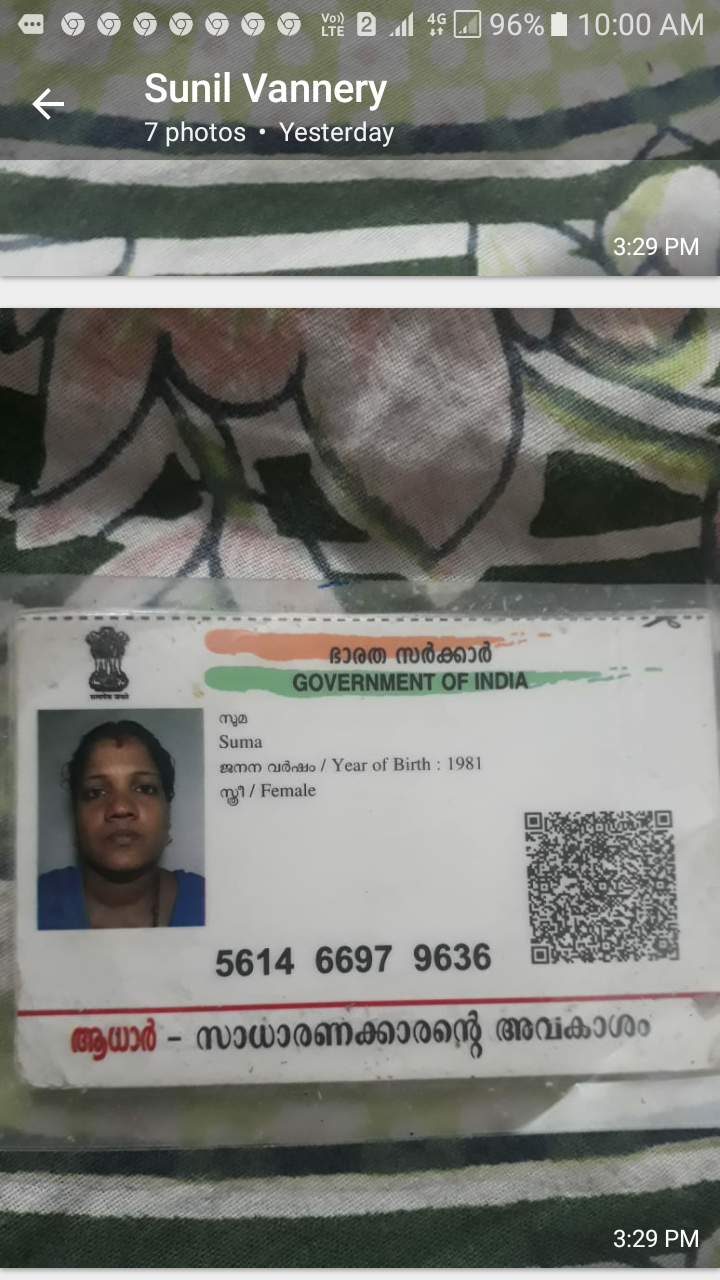 Vo)) LTE 2 4G 96% 10:00 AM
Sunil Vannery
7 photos • Yesterday
3:29 PM
ഭാരത സർക്കാർ
GOVERNMENT OF INDIA
സുമ
Suma
ജനന വർഷം / Year of Birth : 1981
സ്ത്രീ / Female
5614 6697 9636
ആധാർ – സാധാരണക്കാരന്റെ അവകാശം
3:29 PM